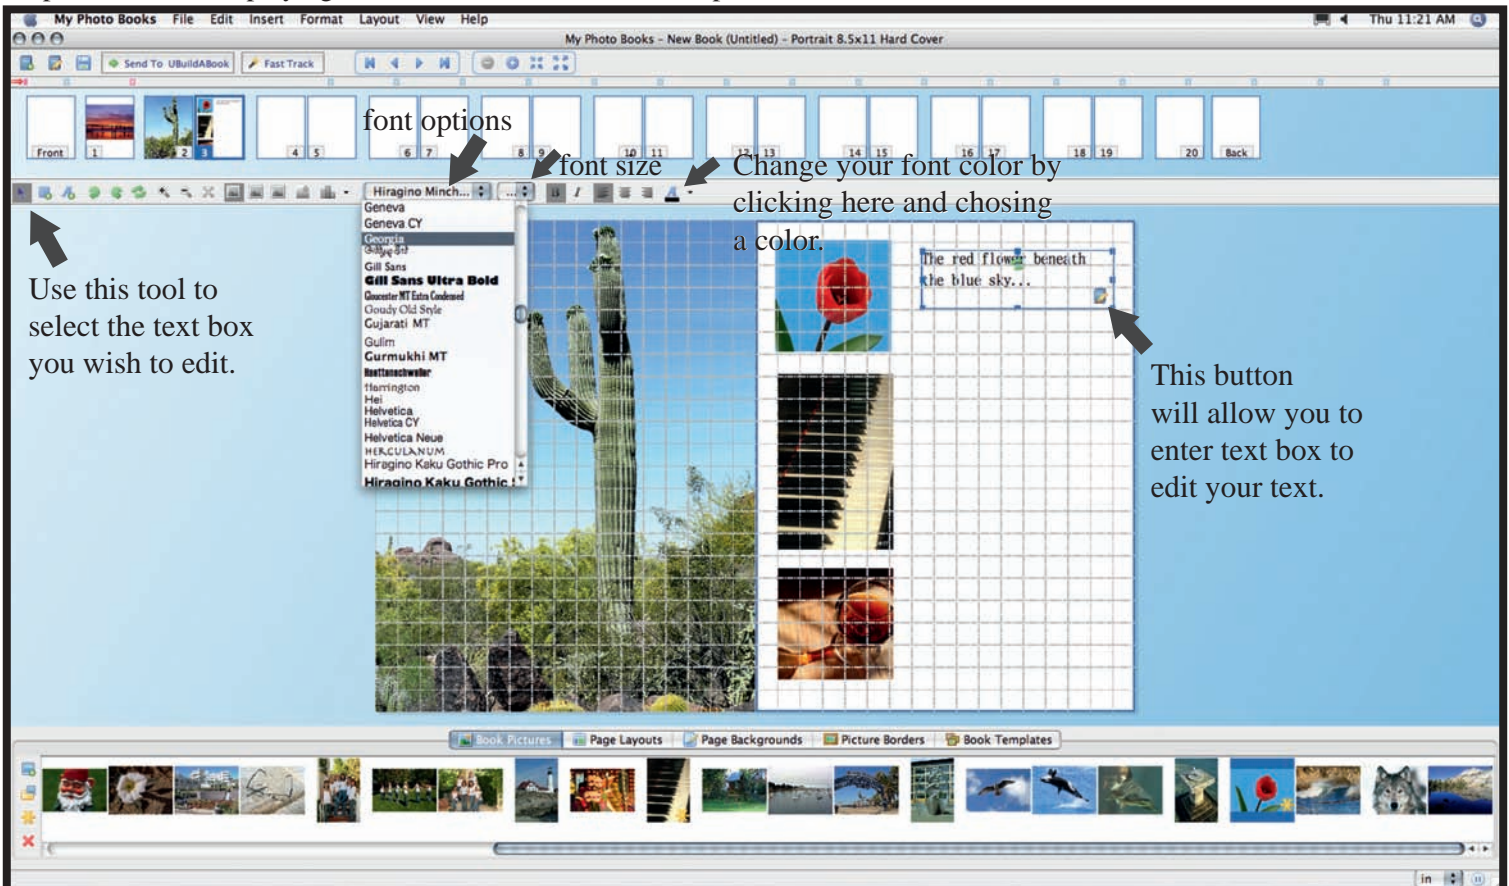 My Photo Books File Edit Insert Format Layout View Help
Thu 11:21 AM
My Photo Books - New Book (Untitled) - Portrait 8.5x11 Hard Cover
Send To UBuildABook
Fast Track
Front
1
2
3
4 5
6 7
8 9
10 11
12 13
14 15
16 17
18 19
20
Back
font options
font size
Change your font color by
clicking here and chosing
a color.
Hiragino Minch...
...
B I
A
Geneva
Geneva CY
Georgia
Gill Sans
Gill Sans Ultra Bold
Gloucester MT Extra Condensed
Goudy Old Style
Gujarati MT
Gulim
Gurmukhi MT
Haettenschweiler
Harrington
Hei
Helvetica
Helvetica CY
Helvetica Neue
HERCULANUM
Hiragino Kaku Gothic Pro
Hiragino Kaku Gothic
Use this tool to
select the text box
you wish to edit.
The red flower beneath
the blue sky...
This button
will allow you to
enter text box to
edit your text.
Book Pictures
Page Layouts
Page Backgrounds
Picture Borders
Book Templates
in